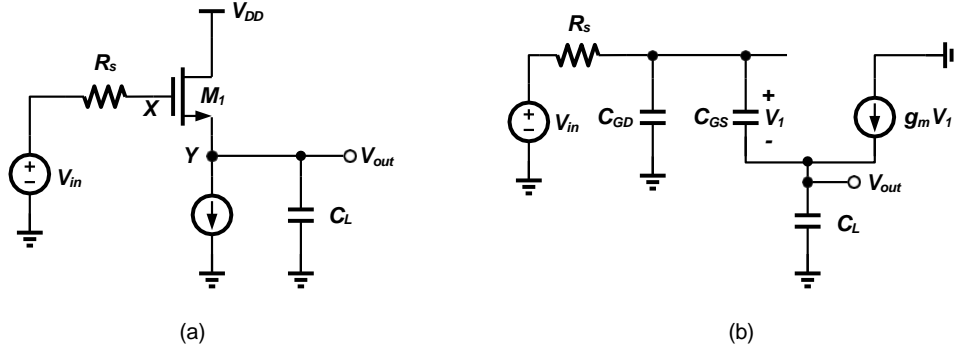 V_DD
R_s
X
M_1
Y
V_out
+
−
V_in
C_L
(a)
R_s
+
−
V_in
C_GD
C_GS
+
V_1
-
g_m V_1
V_out
C_L
(b)